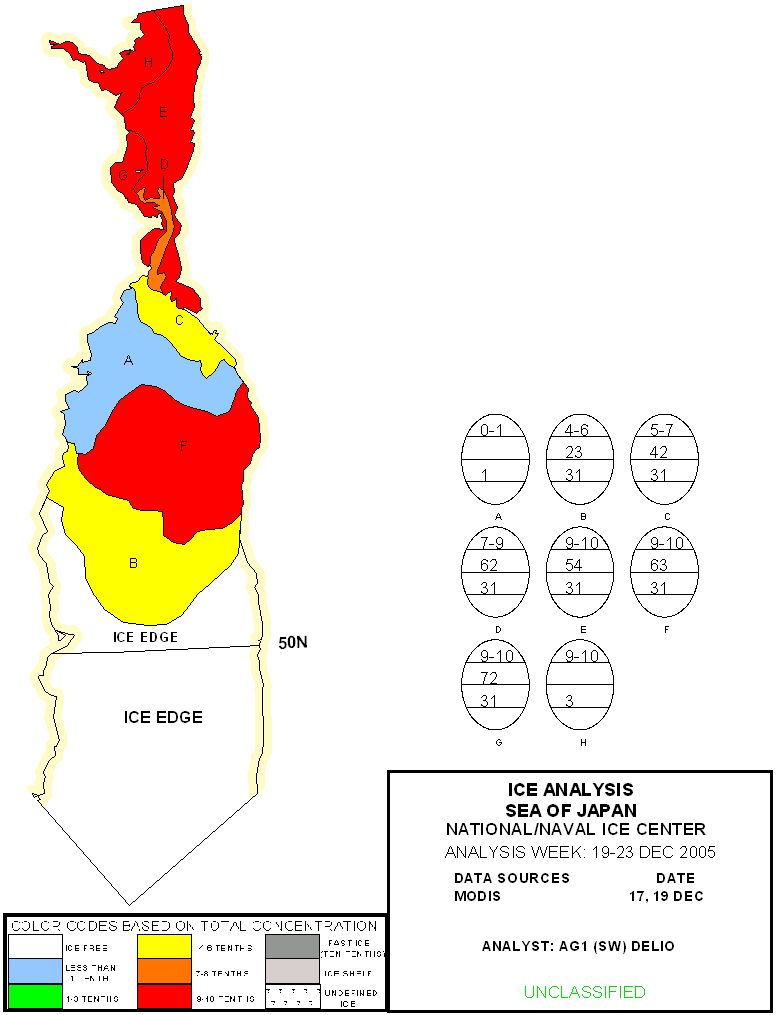 H
E
D
G
C
A
F
B
ICE EDGE
50N
ICE EDGE
0-1 4-6 5-7
23 42
1 31 31
A B C
7-9 9-10 9-10
62 54 63
31 31 31
D E F
9-10 9-10
72
31 3
G H
ICE ANALYSIS
SEA OF JAPAN
NATIONAL/NAVAL ICE CENTER
ANALYSIS WEEK: 19-23 DEC 2005
DATA SOURCES DATE
MODIS 17, 19 DEC
ANALYST: AG1 (SW) DELIO
UNCLASSIFIED
COLOR CODES BASED ON TOTAL CONCENTRATION
ICE FREE
LESS THAN
1-3 TENTHS
TENTHS
7-8 TENTHS
9-10 TENTHS
FAST ICE
(TEN TENTHS)
ICE SHELF
UNDEFINED
ICE